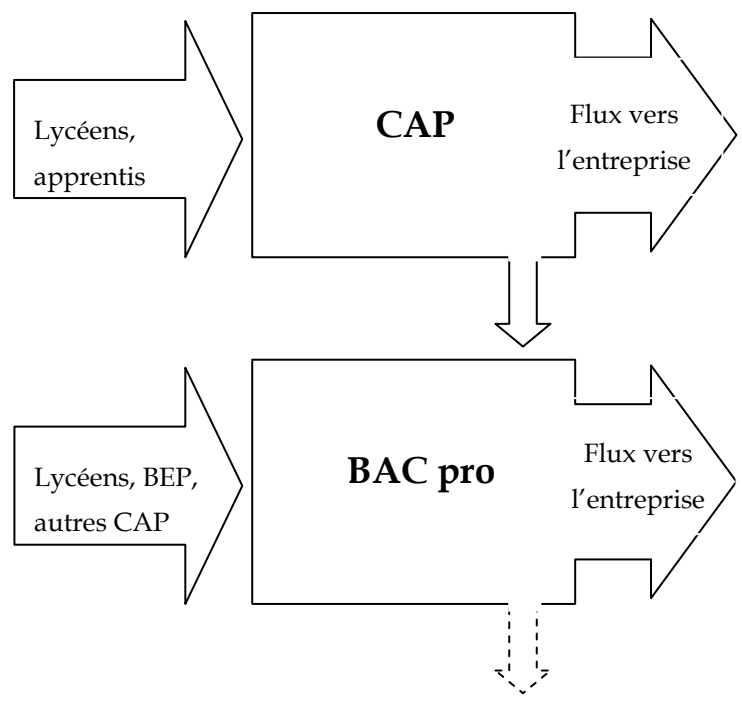 Lycéens,
apprentis
CAP
Flux vers
l’entreprise
Lycéens, BEP,
autres CAP
BAC pro
Flux vers
l’entreprise